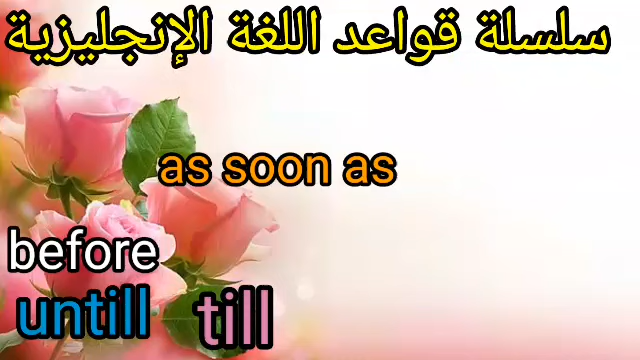 سلسلة قواعد اللغة الإنجليزية
as soon as
before
untill till